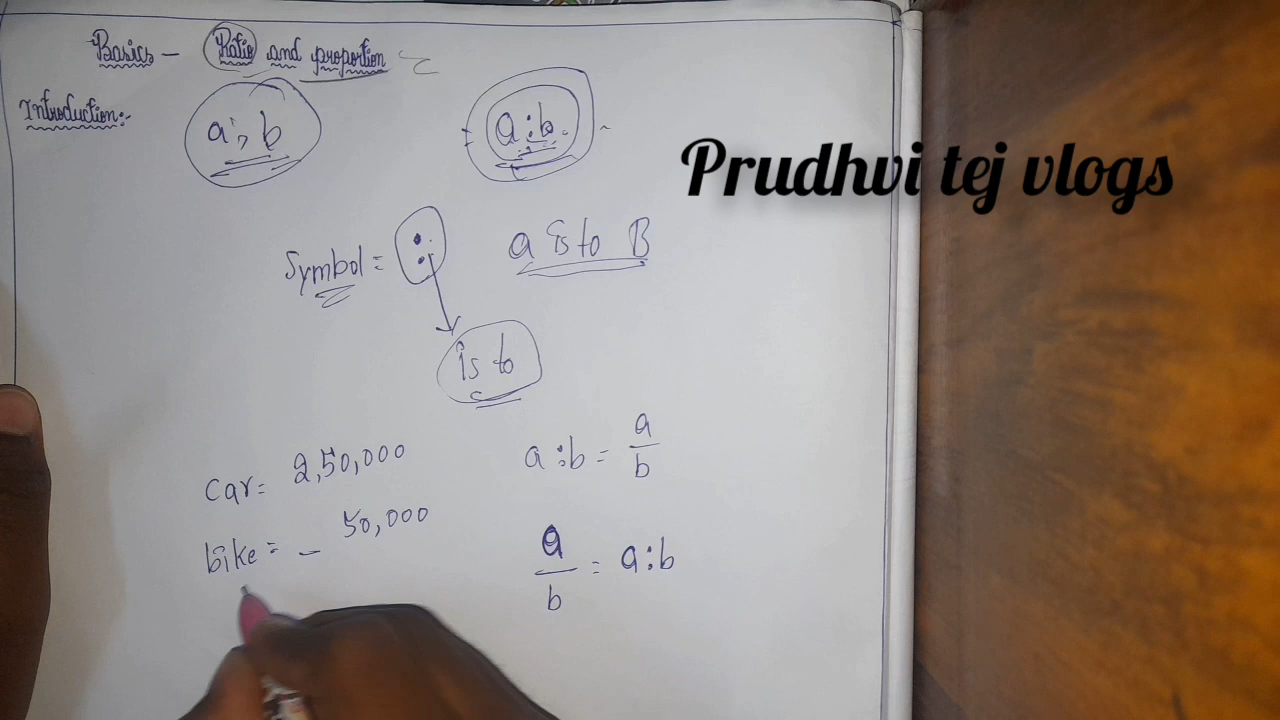 Basics - Ratio and proportion
Introduction:-
a:, b
a:b
Prudhvi tej vlogs
Symbol = :
a is to B
is to
car= 2,50,000
bike= - 50,000
a:b = a/b
a/b = a:b